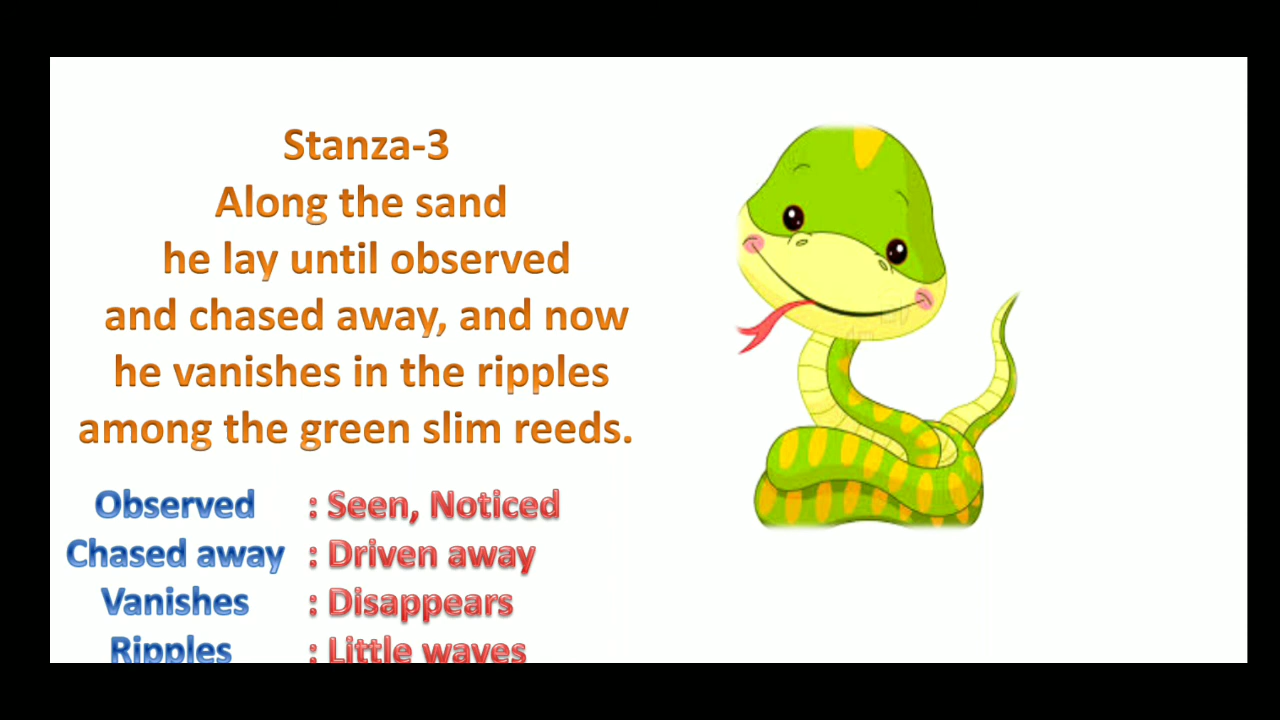 Stanza-3
Along the sand
he lay until observed
and chased away, and now
he vanishes in the ripples
among the green slim reeds.
Observed : Seen, Noticed
Chased away : Driven away
Vanishes : Disappears
Ripples : Little waves